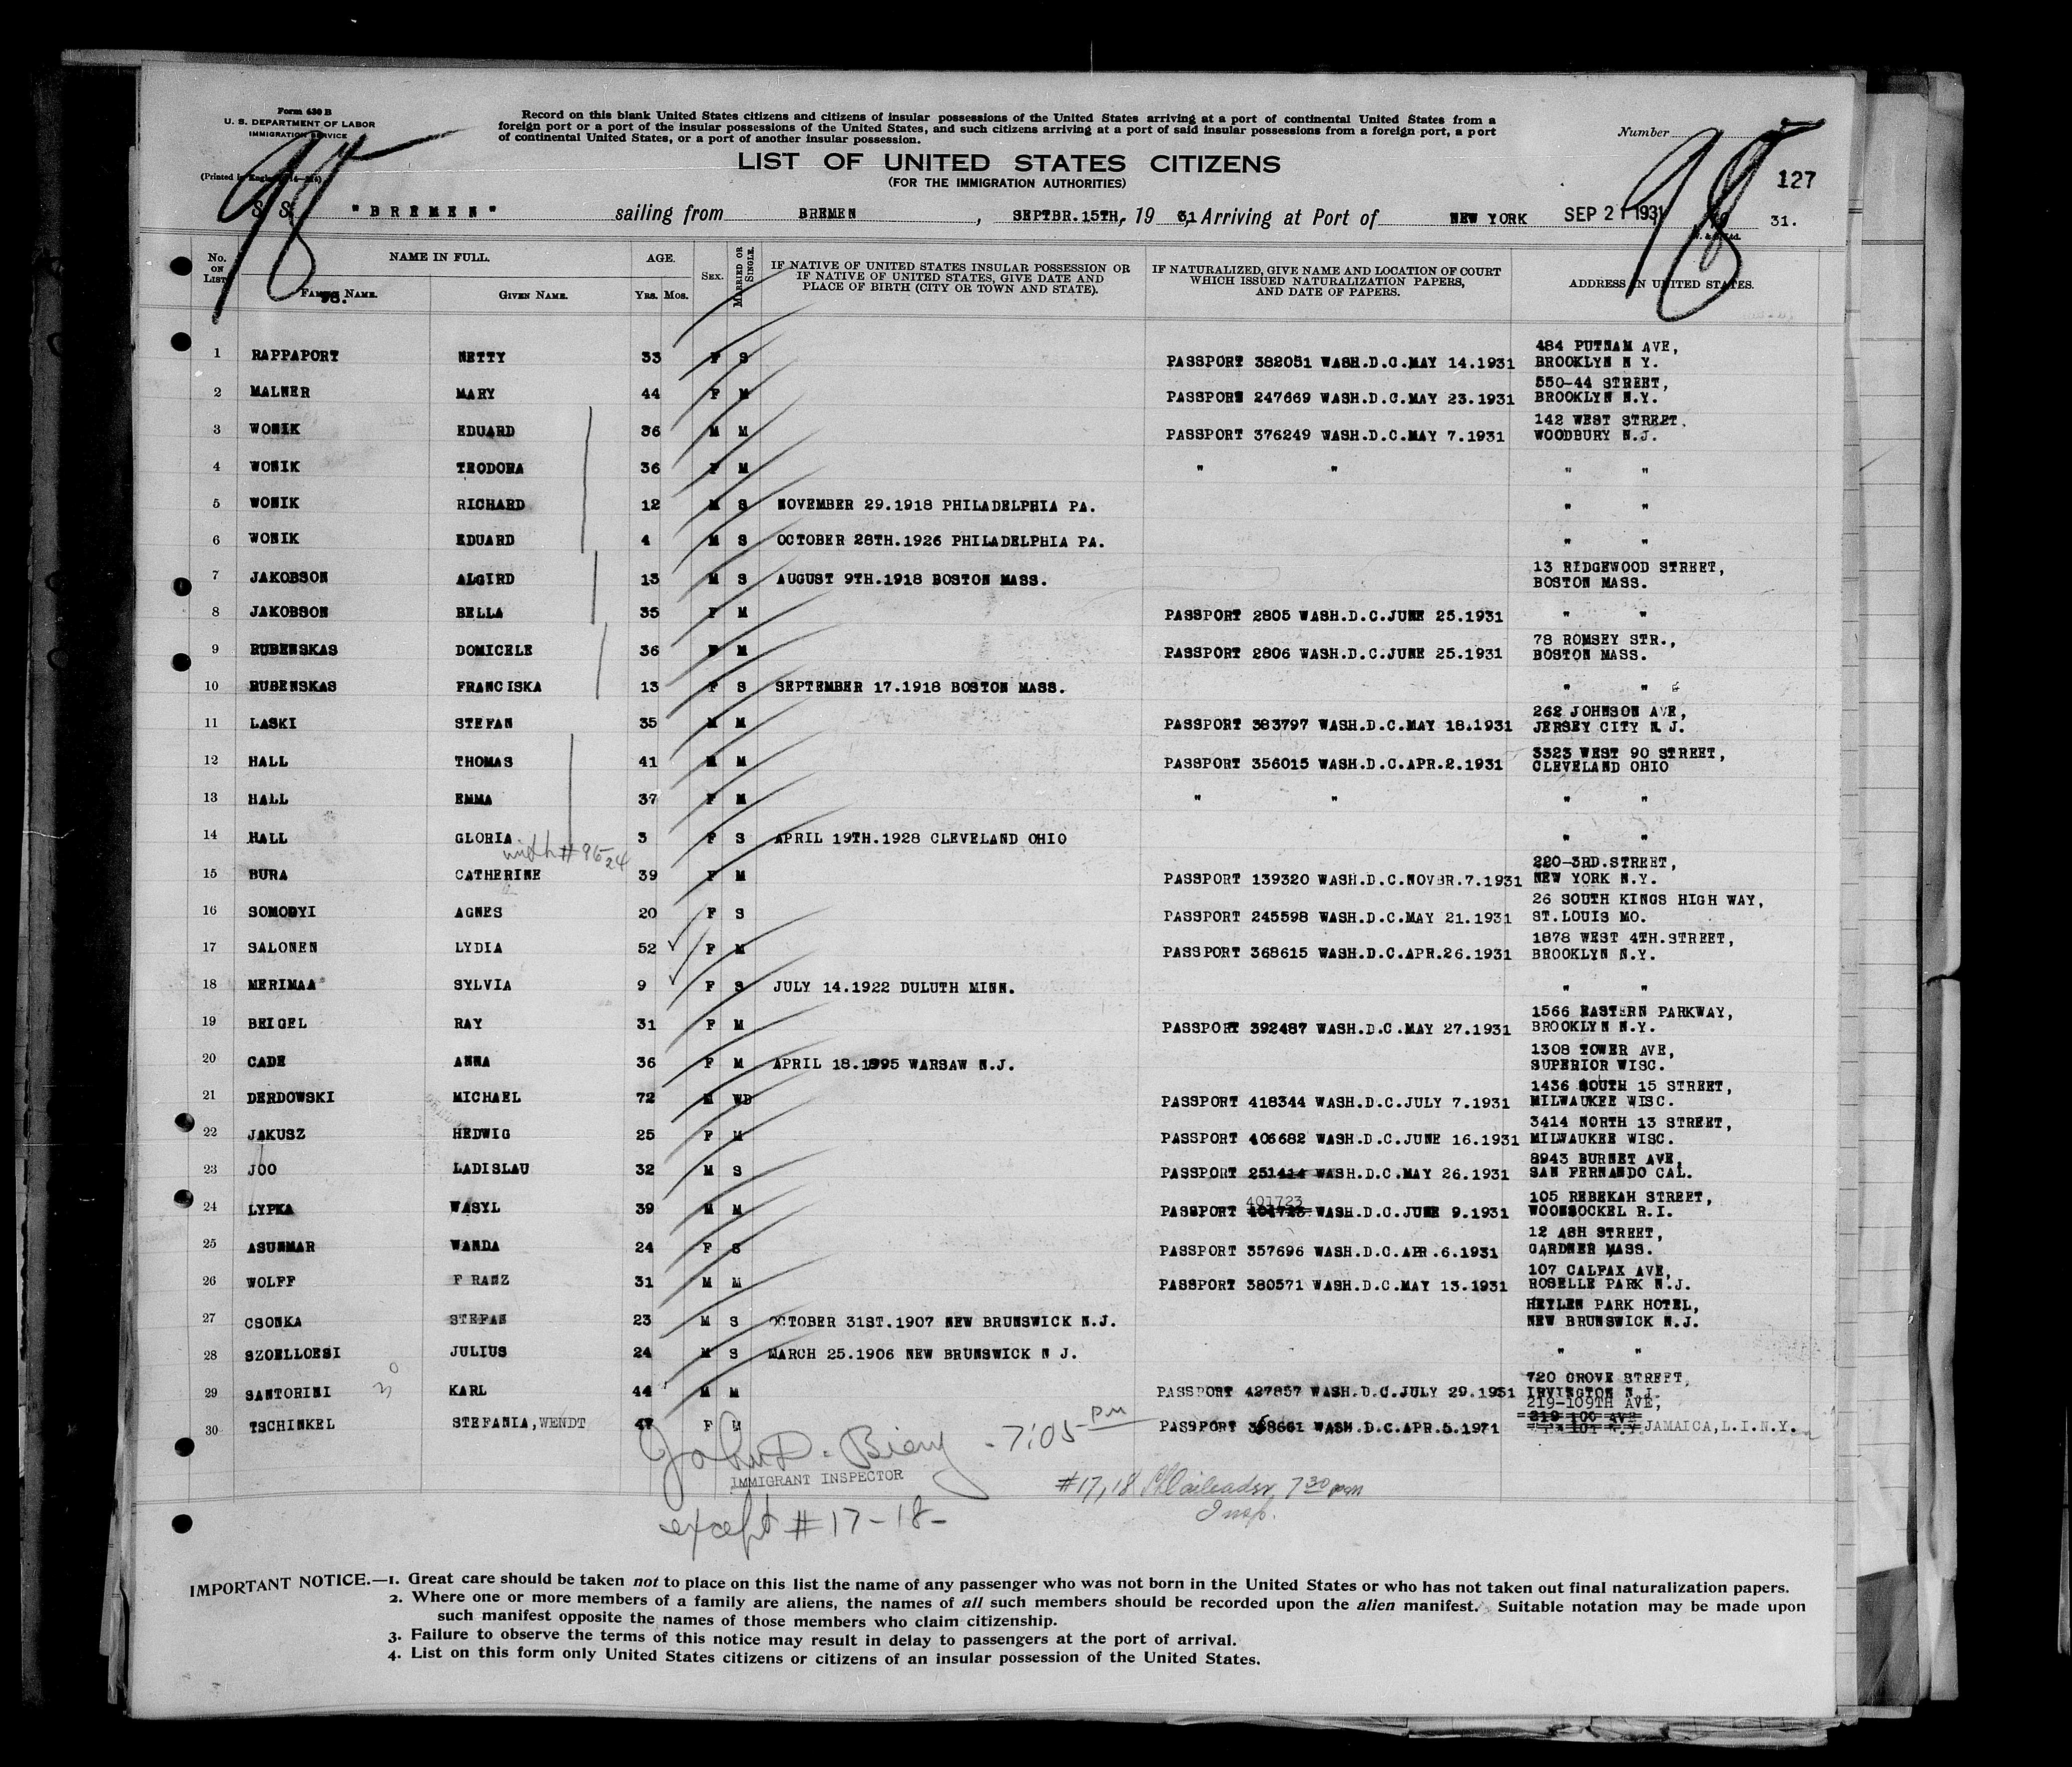 Form 630 B
U. S. DEPARTMENT OF LABOR
IMMIGRATION SERVICE
Record on this blank United States citizens and citizens of insular possessions of the United States arriving at a port of continental United States from a
foreign port or a port of the insular possessions of the United States, and such citizens arriving at a port of said insular possessions from a foreign port, a port
of continental United States, or a port of another insular possession.
Number
98 98
LIST OF UNITED STATES CITIZENS
(FOR THE IMMIGRATION AUTHORITIES)
127
S. S. "BREMEN" sailing from BREMEN, SEPTBR.15TH, 19 31, Arriving at Port of NEW YORK SEP 21 1931 31.
No. ON LIST
NAME IN FULL.
FAMILY NAME. GIVEN NAME.
AGE.
YRS. MOS.
SEX.
MARRIED OR SINGLE.
IF NATIVE OF UNITED STATES INSULAR POSSESSION OR
IF NATIVE OF UNITED STATES, GIVE DATE AND
PLACE OF BIRTH (CITY OR TOWN AND STATE).
IF NATURALIZED, GIVE NAME AND LOCATION OF COURT
WHICH ISSUED NATURALIZATION PAPERS,
AND DATE OF PAPERS.
ADDRESS IN UNITED STATES.
98.
1 RAPPAPORT NETTY 33 F S PASSPORT 382051 WASH.D.C.MAY 14.1931 484 PUTNAM AVE,
BROOKLYN N Y.
2 MALNER MARY 44 F M PASSPORT 247669 WASH.D.C.MAY 23.1931 550-44 STREET,
BROOKLYN N.Y.
3 WONIK EDUARD 36 M M PASSPORT 376249 WASH.D.C.MAY 7.1931 142 WEST STREET,
WOODBURY N.J.
4 WONIK TEODORA 36 F M " " " "
5 WONIK RICHARD 12 M S NOVEMBER 29.1918 PHILADELPHIA PA. " "
6 WONIK EDUARD 4 M S OCTOBER 28TH.1926 PHILADELPHIA PA. " "
7 JAKOBSON ALGIRD 13 M S AUGUST 9TH.1918 BOSTON MASS. 13 RIDGEWOOD STREET,
BOSTON MASS.
8 JAKOBSON BELLA 35 F M PASSPORT 2805 WASH.D.C.JUNE 25.1931 " "
9 RUBENSKAS DOMICELE 36 F M PASSPORT 2806 WASH.D.C.JUNE 25.1931 78 ROMSEY STR.,
BOSTON MASS.
10 RUBENSKAS FRANCISKA 13 F S SEPTEMBER 17.1918 BOSTON MASS. " "
11 LASKI STEFAN 35 M M PASSPORT 383797 WASH.D.C.MAY 18.1931 262 JOHNSON AVE,
JERSEY CITY N.J.
12 HALL THOMAS 41 M M PASSPORT 356015 WASH.D.C.APR.2.1931 3323 WEST 90 STREET,
CLEVELAND OHIO
13 HALL EMMA 37 F M " " " "
14 HALL GLORIA 3 F S APRIL 19TH.1928 CLEVELAND OHIO " "
with # 96-24
15 BURA CATHERINE 39 F M PASSPORT 139320 WASH.D.C.NOVBR.7.1931 220-3RD.STREET,
NEW YORK N.Y.
16 SOMODYI AGNES 20 F S PASSPORT 245598 WASH.D.C.MAY 21.1931 26 SOUTH KINGS HIGH WAY,
ST.LOUIS MO.
17 SALONEN LYDIA 52 F M PASSPORT 368615 WASH.D.C.APR.26.1931 1878 WEST 4TH.STREET,
BROOKLYN N.Y.
18 MERIMAA SYLVIA 9 F S JULY 14.1922 DULUTH MINN. " "
19 BEIGEL RAY 31 F M PASSPORT 392487 WASH.D.C.MAY 27.1931 1566 EASTERN PARKWAY,
BROOKLYN N.Y.
20 CADE ANNA 36 F M APRIL 18.1895 WARSAW N.J. 1308 TOWER AVE,
SUPERIOR WISC.
21 DERDOWSKI MICHAEL 72 M WD PASSPORT 418344 WASH.D.C.JULY 7.1931 1436 SOUTH 15 STREET,
MILWAUKEE WISC.
22 JAKUSZ HEDWIG 25 F M PASSPORT 406682 WASH.D.C.JUNE 16.1931 3414 NORTH 13 STREET,
MILWAUKEE WISC.
23 JOO LADISLAU 32 M S PASSPORT 251414 WASH.D.C.MAY 26.1931 8943 BURNET AVE,
SAN FERNANDO CAL.
24 LYPKA WASYL 39 M M PASSPORT 401723 WASH.D.C.JUNE 9.1931 105 REBEKAH STREET,
WOONSOCKEL R.I.
25 ASUNMAR WANDA 24 F S PASSPORT 357696 WASH.D.C.APR.6.1931 12 ASH STREET,
GARDNER MASS.
26 WOLFF FRANZ 31 M M PASSPORT 380571 WASH.D.C.MAY 13.1931 107 CALFAX AVE,
ROSELLE PARK N.J.
27 CSONKA STEFAN 23 M S OCTOBER 31ST.1907 NEW BRUNSWICK N.J. HEYLEN PARK HOTEL,
NEW BRUNSWICK N.J.
28 SZOELLOESI JULIUS 24 M S MARCH 25.1906 NEW BRUNSWICK N J. " "
29 SANTORINI 30 KARL 44 M M PASSPORT 427857 WASH.D.C.JULY 29.1931 720 GROVE STREET,
IRVINGTON N.J.
30 TSCHINKEL STEFANIA,WENDT 47 F M PASSPORT 358661 WASH.D.C.APR.5.1971 219-109TH AVE,
219 100 AVE
JAMAICA,L.I.N.Y.
John D. Bieny - 7:05 PM
IMMIGRANT INSPECTOR
except # 17-18-
#17,18 7 30 pm
Insp.
IMPORTANT NOTICE.—1. Great care should be taken not to place on this list the name of any passenger who was not born in the United States or who has not taken out final naturalization papers.
2. Where one or more members of a family are aliens, the names of all such members should be recorded upon the alien manifest. Suitable notation may be made upon
such manifest opposite the names of those members who claim citizenship.
3. Failure to observe the terms of this notice may result in delay to passengers at the port of arrival.
4. List on this form only United States citizens or citizens of an insular possession of the United States.